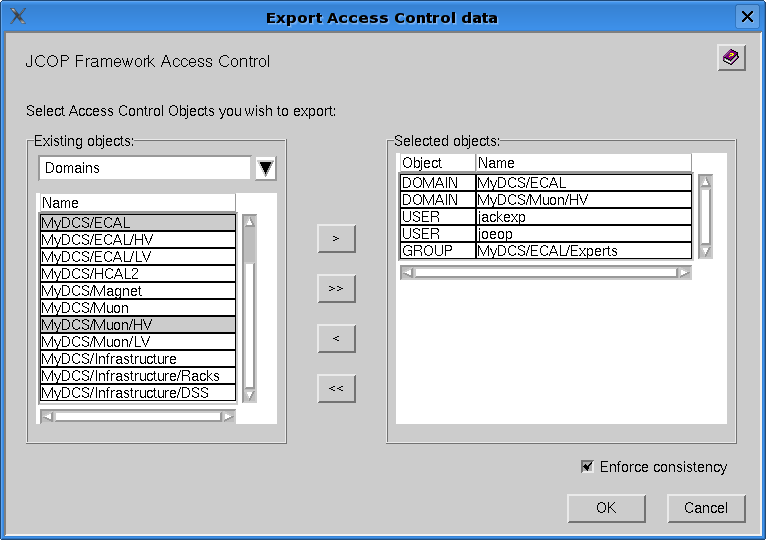 Export Access Control data
JCOP Framework Access Control
Select Access Control Objects you wish to export:
Existing objects:
Domains
Name
MyDCS/ECAL
MyDCS/ECAL/HV
MyDCS/ECAL/LV
MyDCS/HCAL2
MyDCS/Magnet
MyDCS/Muon
MyDCS/Muon/HV
MyDCS/Muon/LV
MyDCS/Infrastructure
MyDCS/Infrastructure/Racks
MyDCS/Infrastructure/DSS
>
>>
<
<<
Selected objects:
Object Name
DOMAIN MyDCS/ECAL
DOMAIN MyDCS/Muon/HV
USER jackexp
USER joeop
GROUP MyDCS/ECAL/Experts
Enforce consistency
OK Cancel